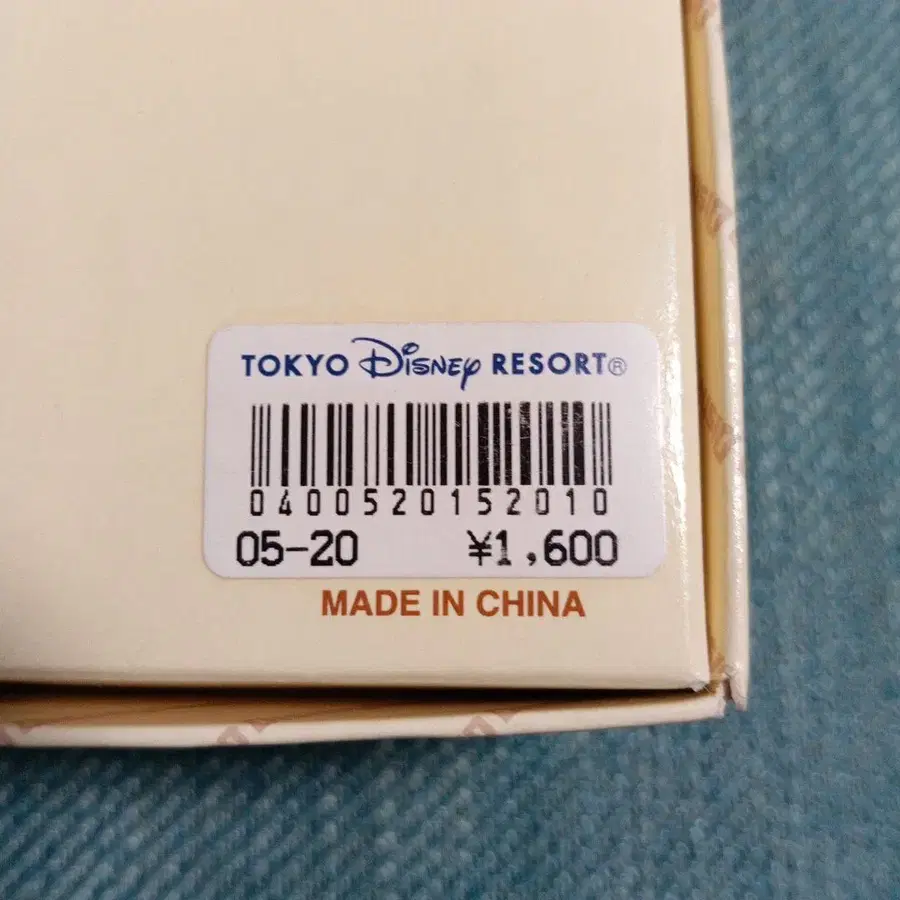 TOKYO Disney RESORT®
0400520152010
05-20 ¥1,600
MADE IN CHINA